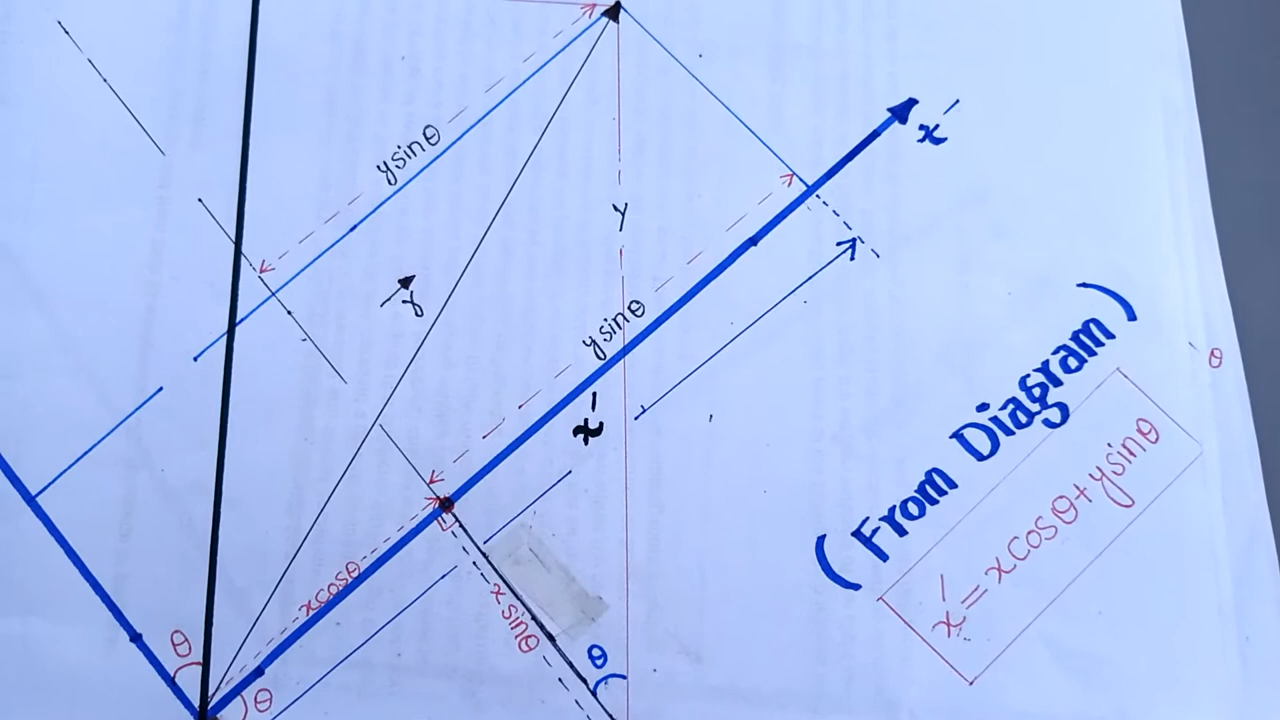 ysinθ
x′
y
r
ysinθ
θ
x
(From Diagram)
x′=xcosθ+ysinθ
xcosθ
xsinθ
θ
θ
θ